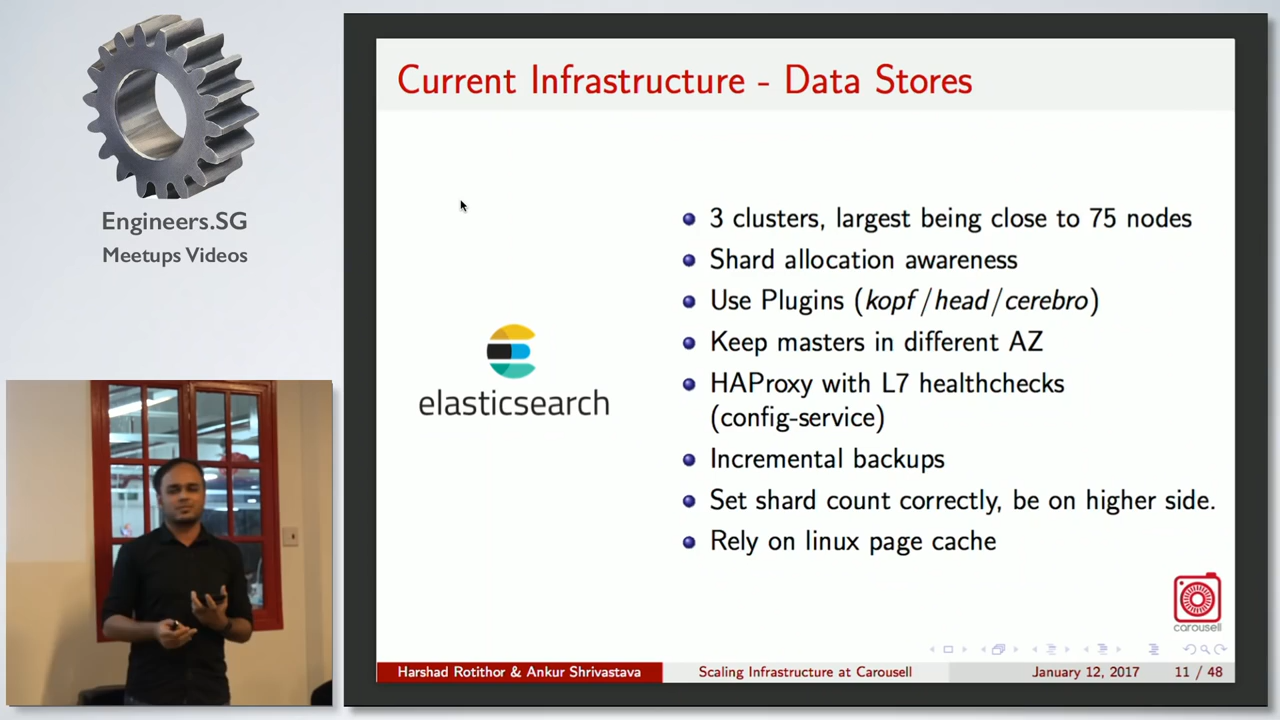 Engineers.SG
Meetups Videos
Current Infrastructure - Data Stores
elasticsearch
3 clusters, largest being close to 75 nodes
Shard allocation awareness
Use Plugins (kopf/head/cerebro)
Keep masters in different AZ
HAProxy with L7 healthchecks
(config-service)
Incremental backups
Set shard count correctly, be on higher side.
Rely on linux page cache
carousell
Harshad Rotithor & Ankur Shrivastava
Scaling Infrastructure at Carousell
January 12, 2017
11 / 48